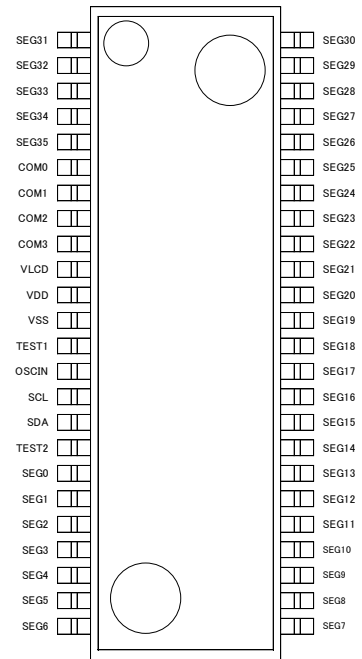 SEG31 SEG30
SEG32 SEG29
SEG33 SEG28
SEG34 SEG27
SEG35 SEG26
COM0 SEG25
COM1 SEG24
COM2 SEG23
COM3 SEG22
VLCD SEG21
VDD SEG20
VSS SEG19
TEST1 SEG18
OSCIN SEG17
SCL SEG16
SDA SEG15
TEST2 SEG14
SEG0 SEG13
SEG1 SEG12
SEG2 SEG11
SEG3 SEG10
SEG4 SEG9
SEG5 SEG8
SEG6 SEG7